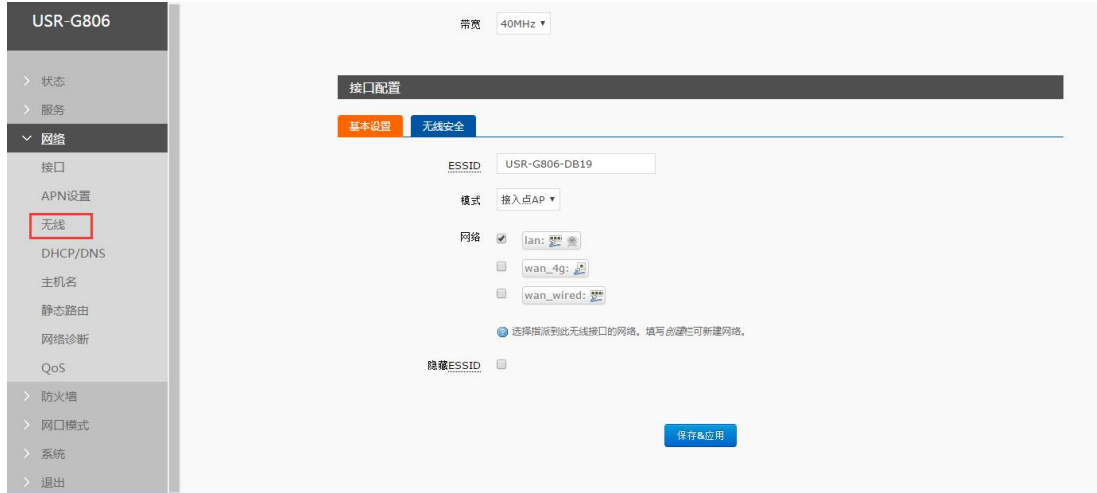 USR-G806
状态
服务
网络
接口
APN设置
无线
DHCP/DNS
主机名
静态路由
网络诊断
QoS
防火墙
网口模式
系统
退出
带宽 40MHz
接口配置
基本设置 无线安全
ESSID USR-G806-DB19
模式 接入点AP
网络 lan:
wan_4g:
wan_wired:
选择指派到此无线接口的网络。填写创建栏可新建网络。
隐藏ESSID
保存&应用